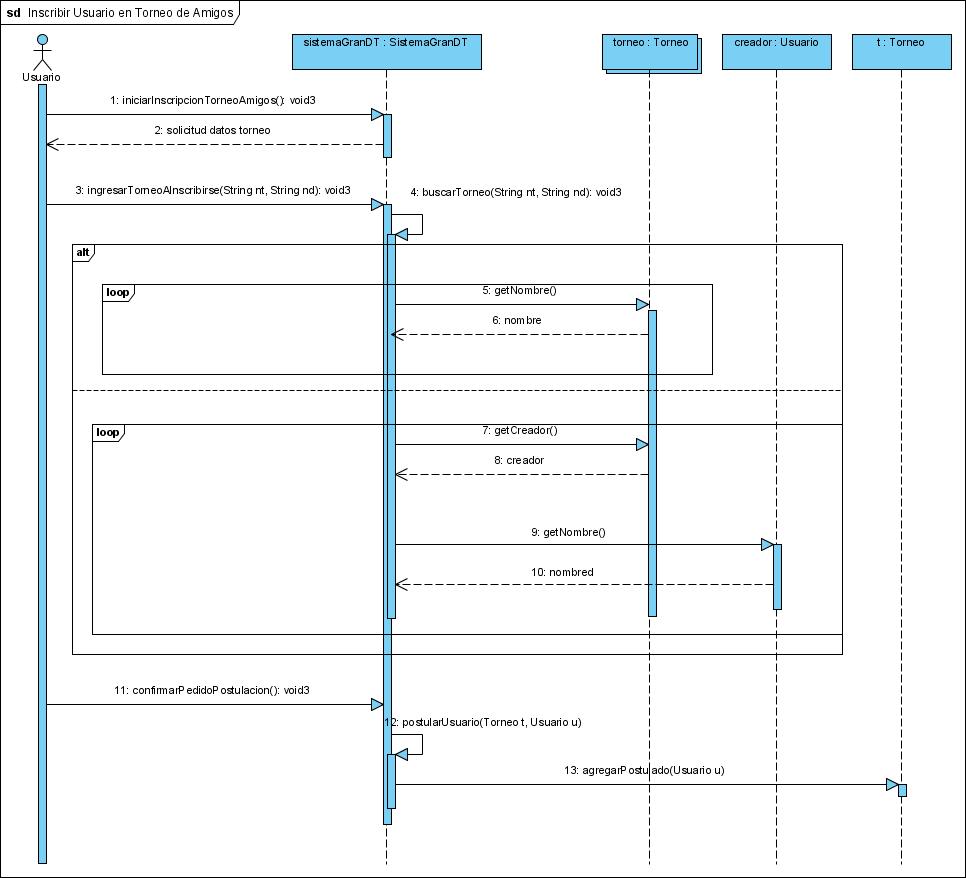 sd Inscribir Usuario en Torneo de Amigos
Usuario
sistemaGranDT : SistemaGranDT
torneo : Torneo
creador : Usuario
t : Torneo
1: iniciarInscripcionTorneoAmigos(): void3
2: solicitud datos torneo
3: ingresarTorneoAInscribirse(String nt, String nd): void3
4: buscarTorneo(String nt, String nd): void3
alt
loop
5: getNombre()
6: nombre
loop
7: getCreador()
8: creador
9: getNombre()
10: nombred
11: confirmarPedidoPostulacion(): void3
12: postularUsuario(Torneo t, Usuario u)
13: agregarPostulado(Usuario u)